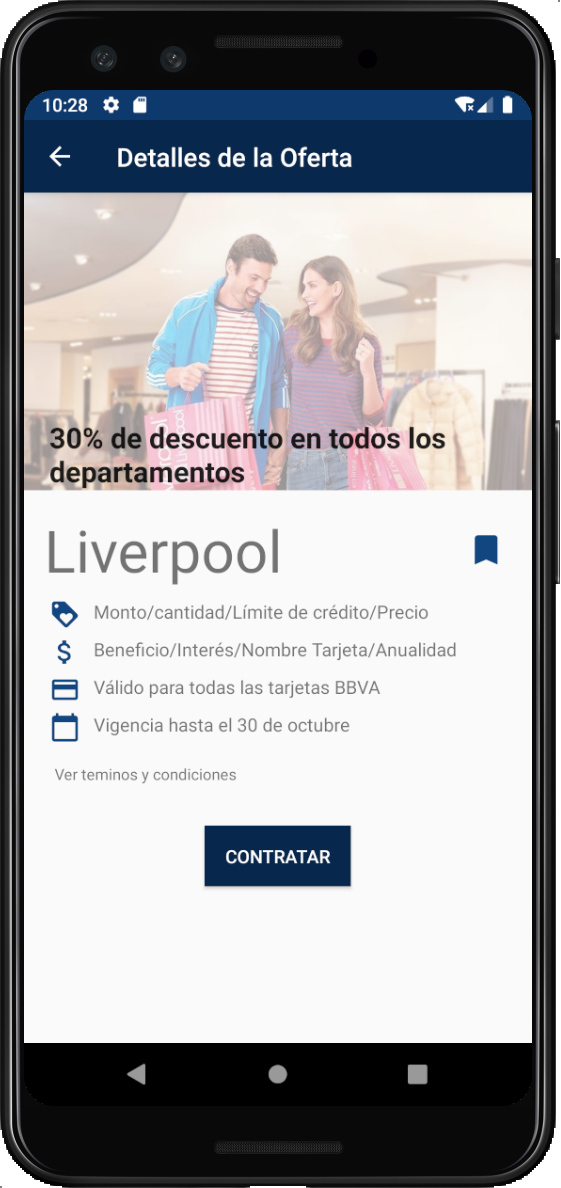 10:28
Detalles de la Oferta
Liverpool
30% de descuento en todos los
departamentos
Liverpool
Monto/cantidad/Límite de crédito/Precio
Beneficio/Interés/Nombre Tarjeta/Anualidad
Válido para todas las tarjetas BBVA
Vigencia hasta el 30 de octubre
Ver teminos y condiciones
CONTRATAR